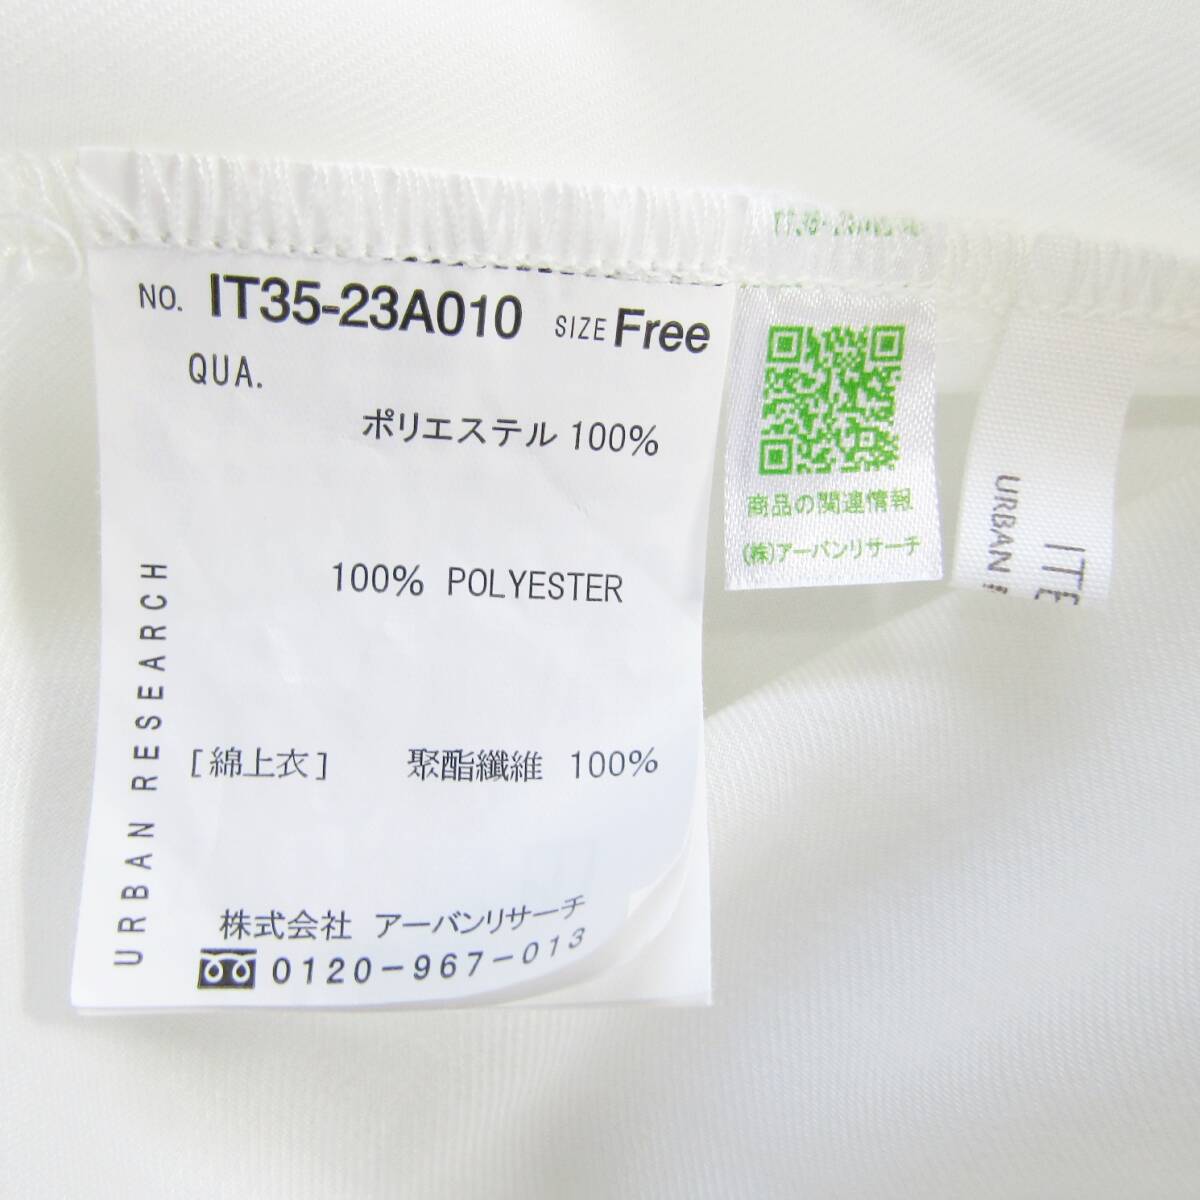 NO. IT35-23A010 SIZE Free
QUA.
ポリエステル 100%
100% POLYESTER
[綿上衣] 聚酯纖維 100%
株式会社 アーバンリサーチ
0120-967-013
URBAN RESEARCH
商品の関連情報
(株)アーバンリサーチ
ITE
URBAN